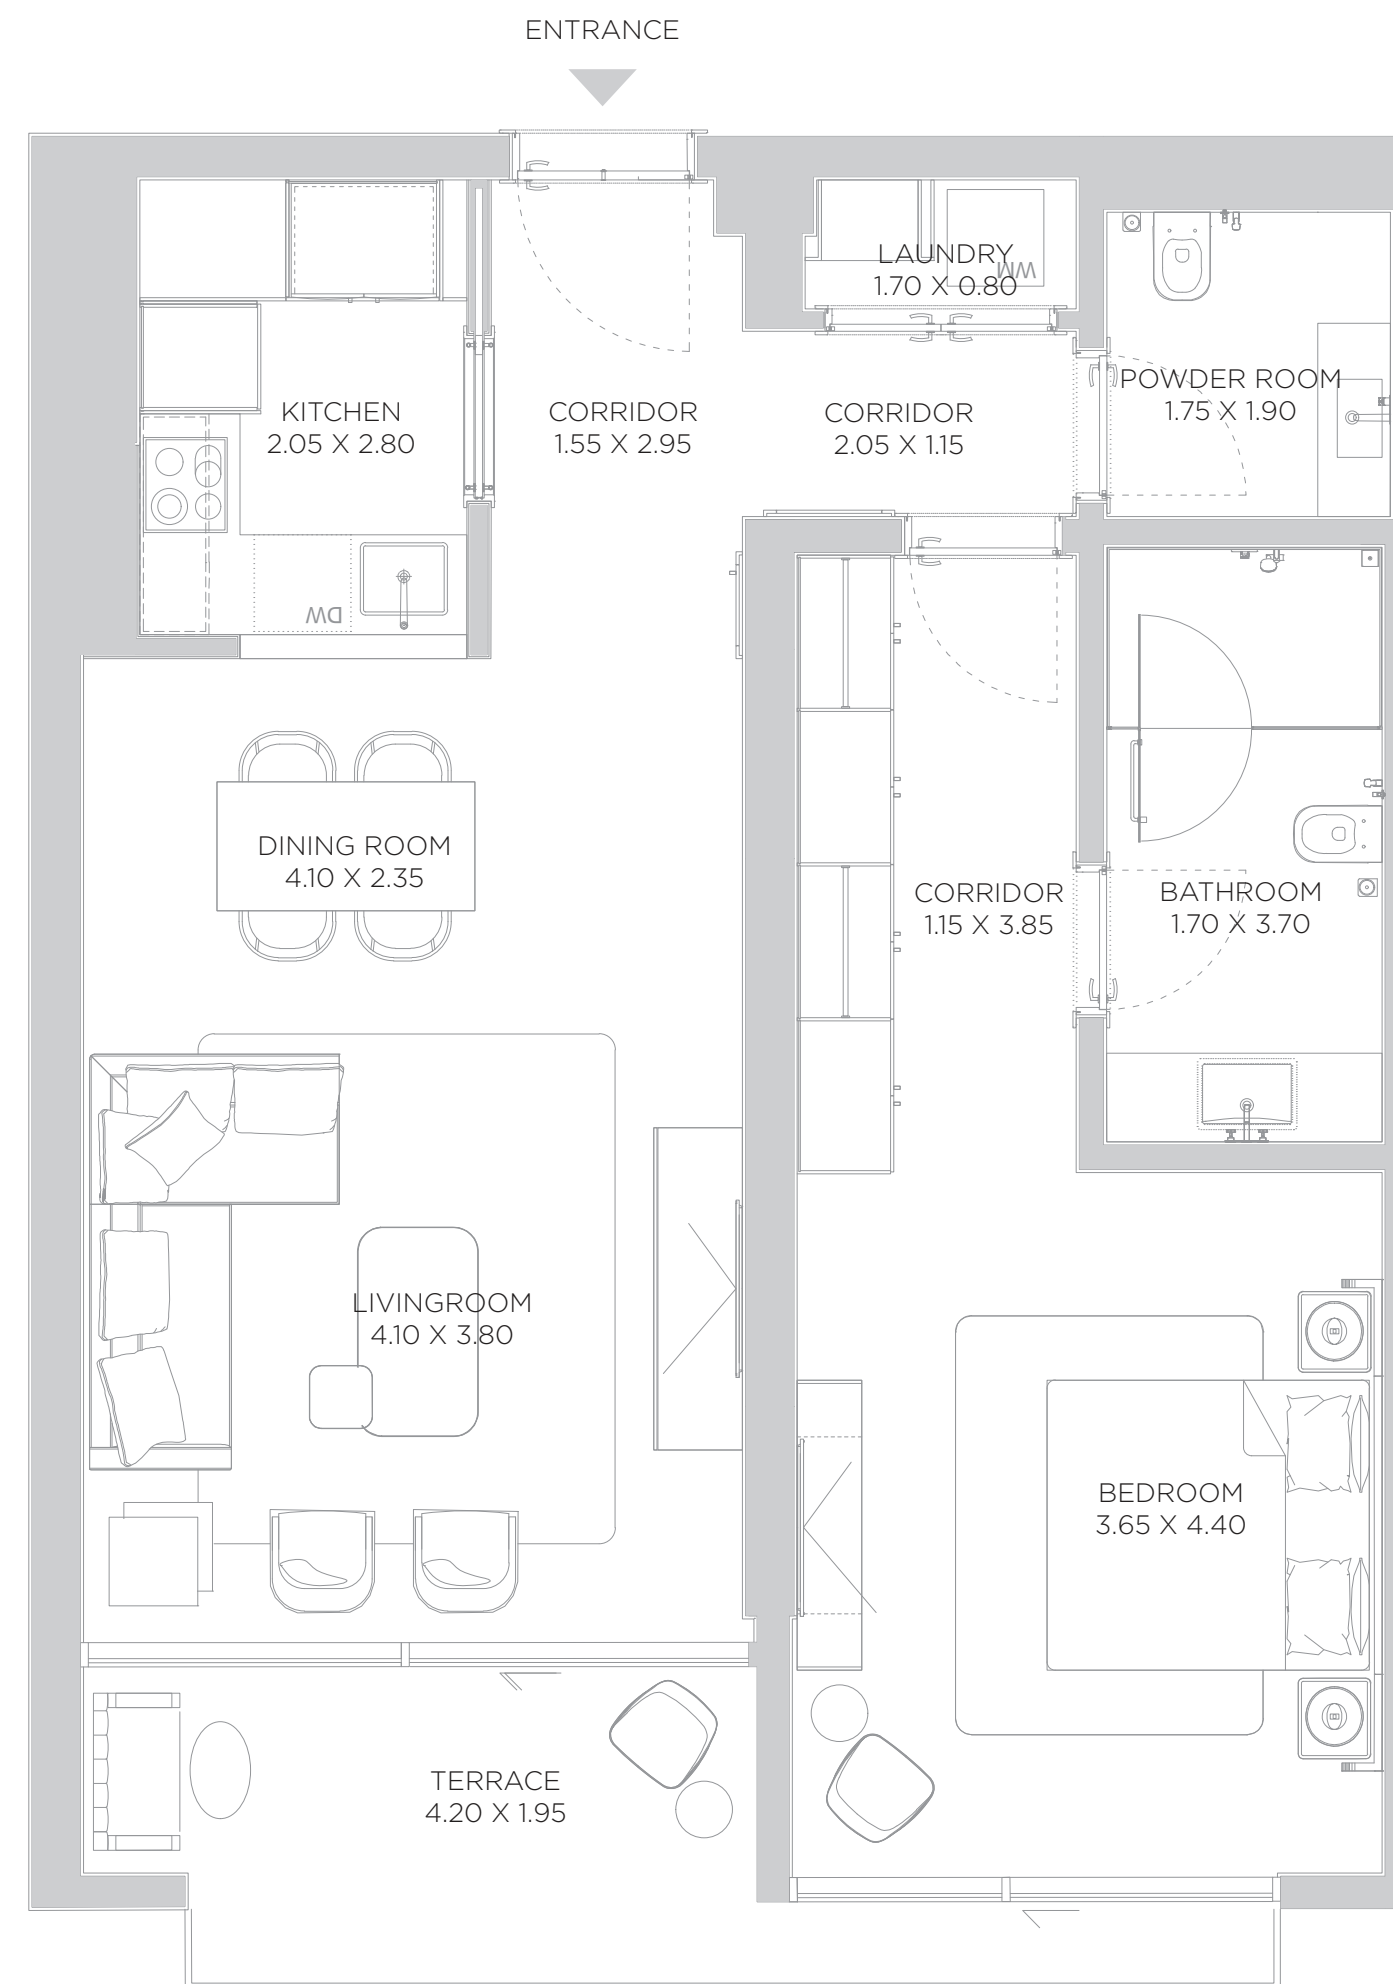 ENTRANCE
LAUNDRY
1.70 X 0.80
WM
POWDER ROOM
1.75 X 1.90
KITCHEN
2.05 X 2.80
CORRIDOR
1.55 X 2.95
CORRIDOR
2.05 X 1.15
DW
DINING ROOM
4.10 X 2.35
CORRIDOR
1.15 X 3.85
BATHROOM
1.70 X 3.70
LIVINGROOM
4.10 X 3.80
BEDROOM
3.65 X 4.40
TERRACE
4.20 X 1.95